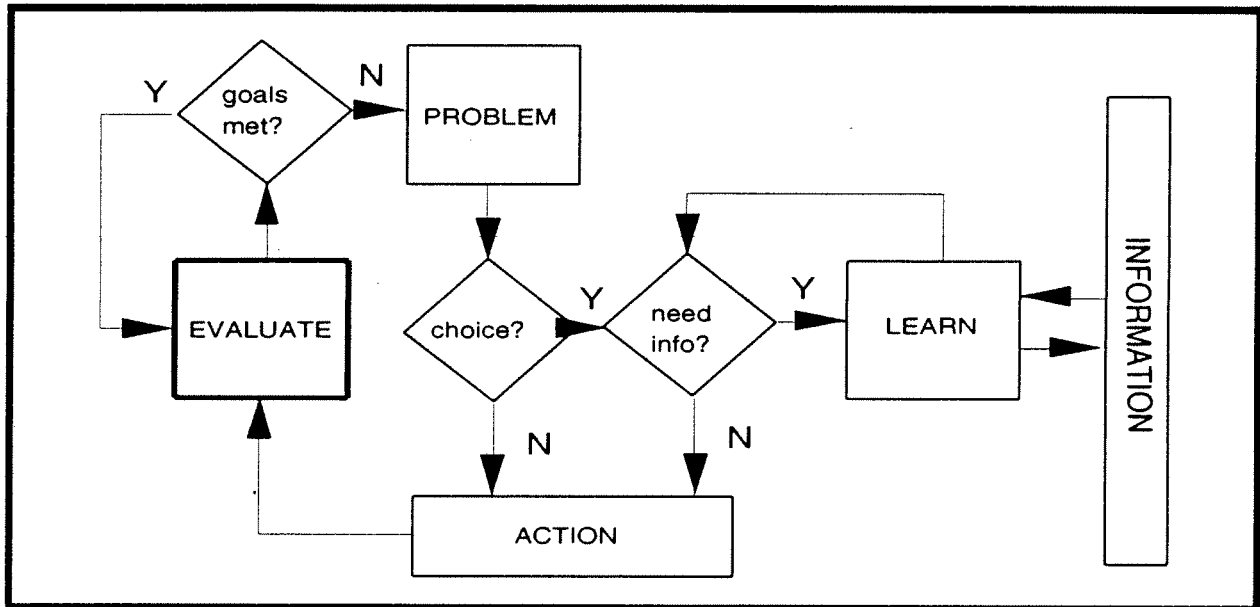 Y
goals
met?
N
PROBLEM
EVALUATE
choice?
Y
need
info?
Y
LEARN
INFORMATION
N
N
ACTION